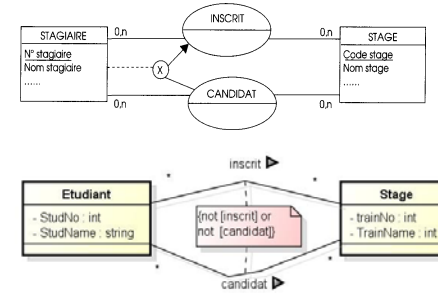 INSCRIT
STAGIAIRE
0,n
0,n
STAGE
N° stagiaire
Nom stagiaire
......
X
Code stage
Nom stage
......
CANDIDAT
0,n
0,n
inscrit
*
*
Etudiant
- StudNo : int
- StudName : string
{not [inscrit] or
not [candidat]}
Stage
- trainNo : int
- TrainName : int
*
*
candidat